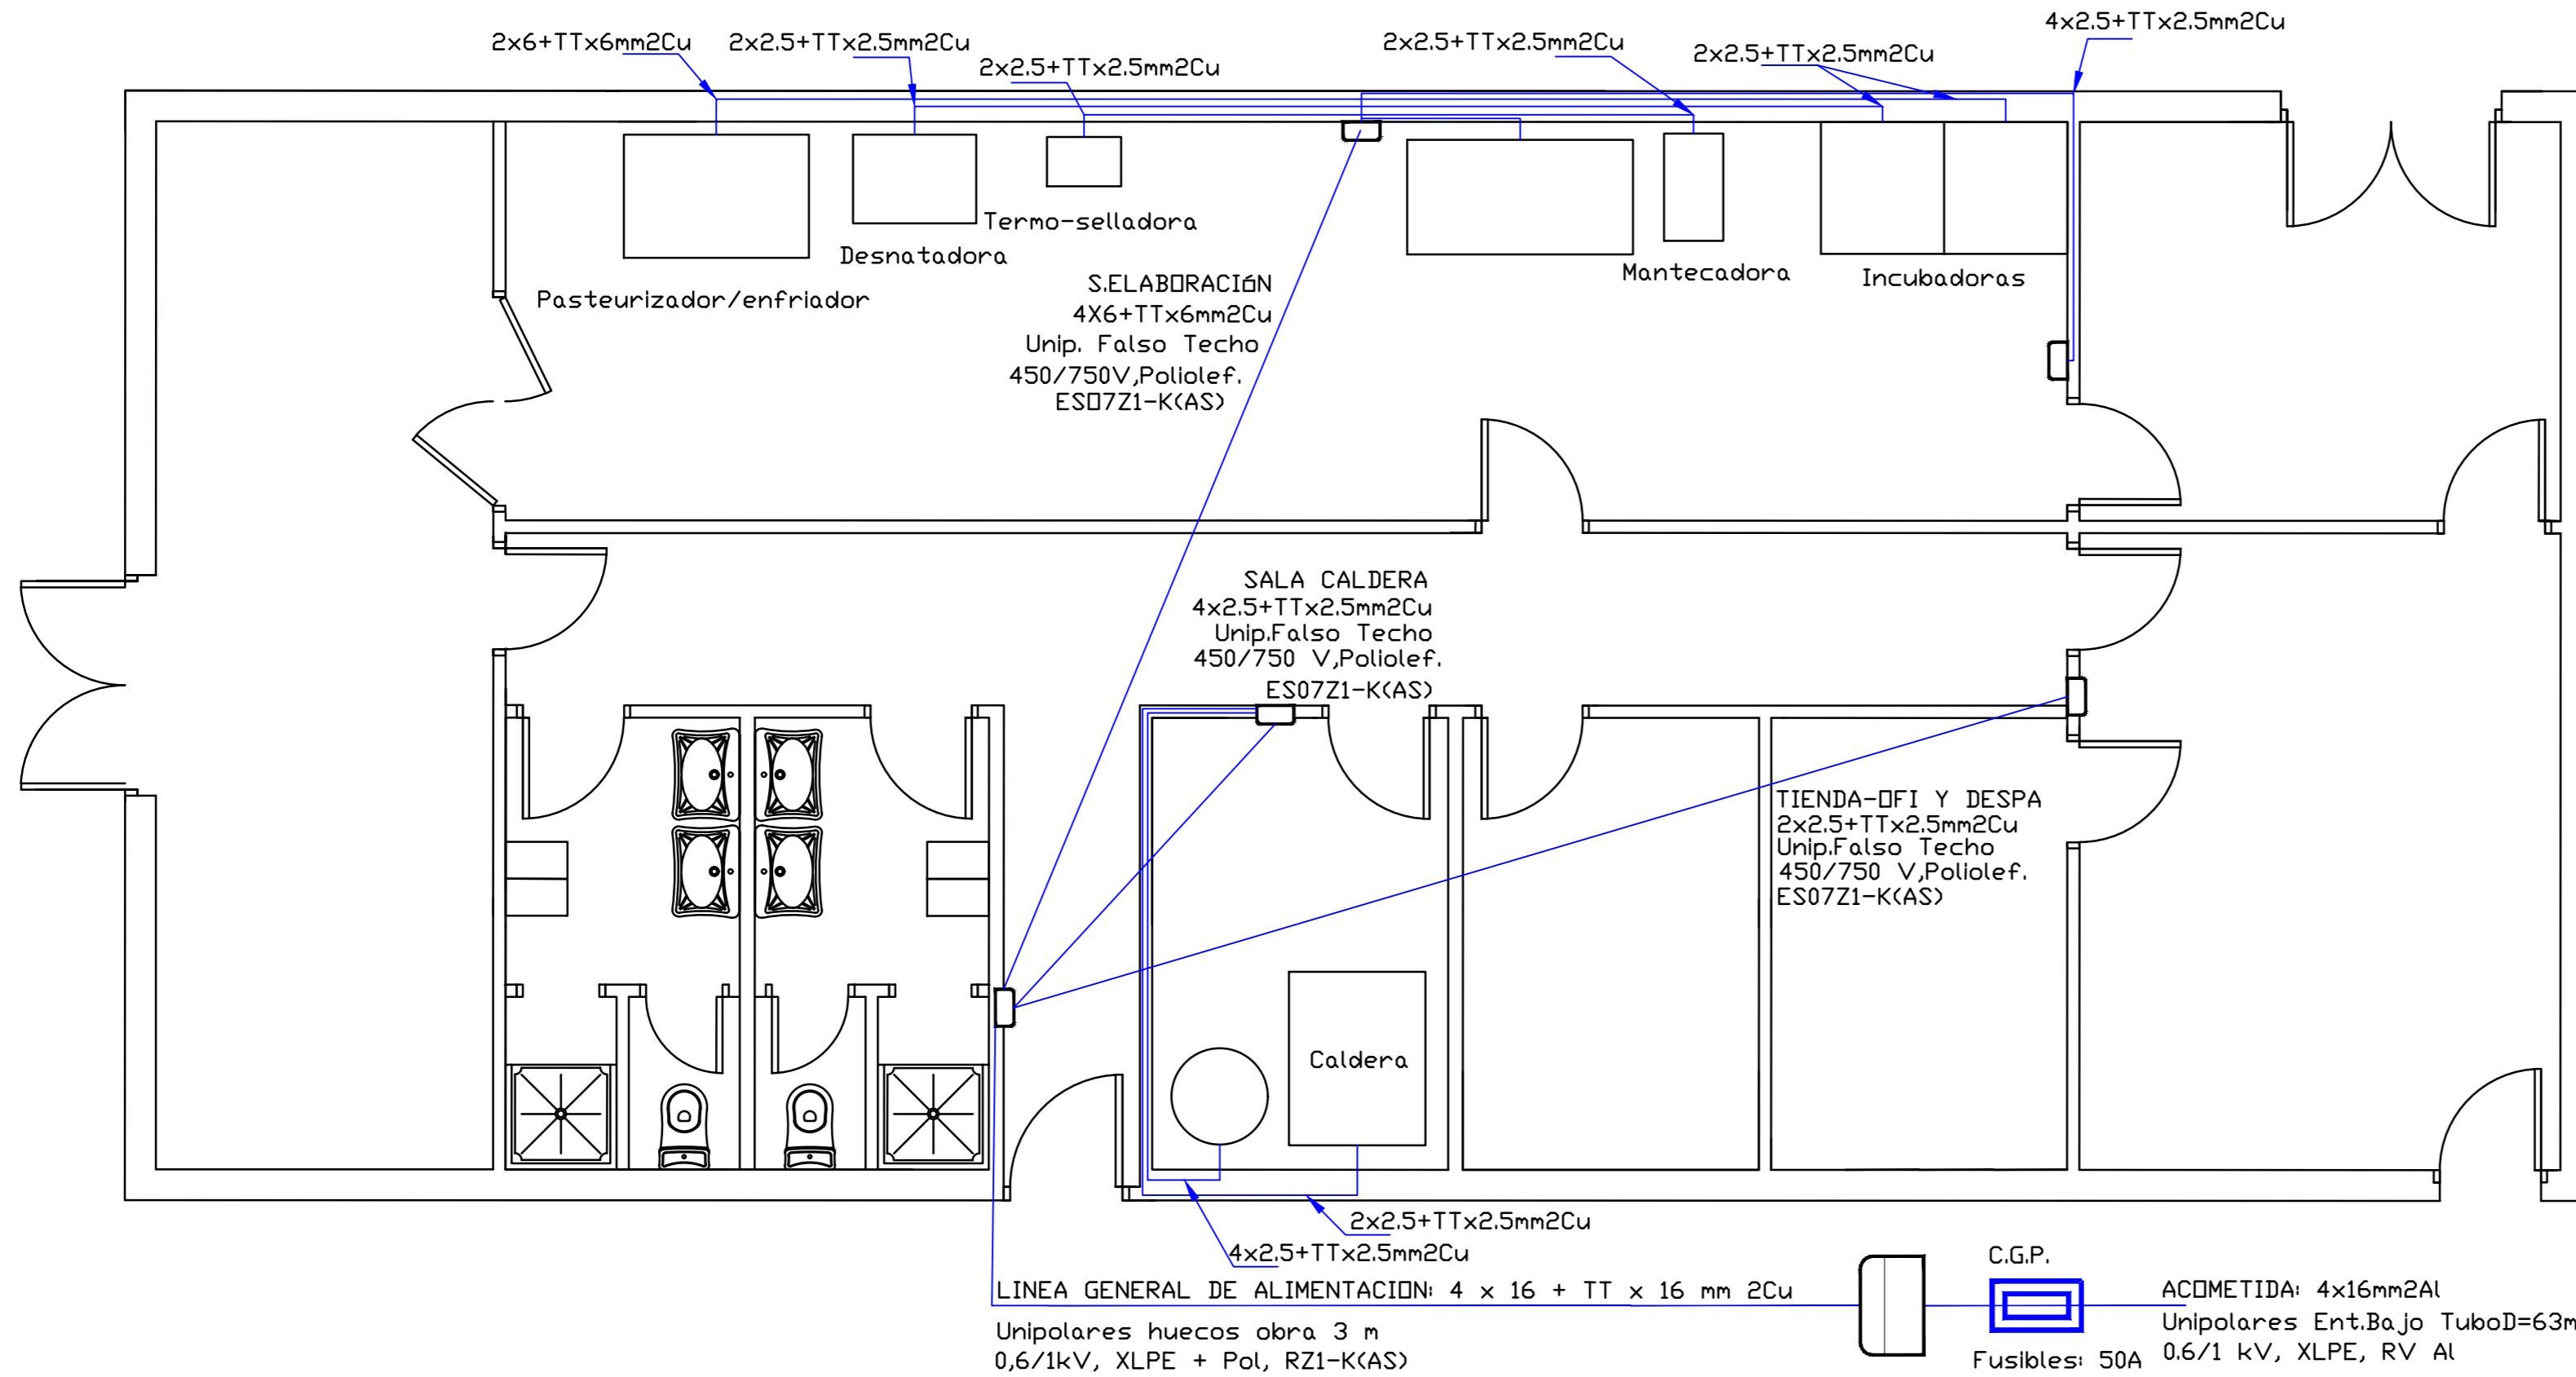 4x2.5+TTx2.5mm2Cu
2x6+TTx6mm2Cu
2x2.5+TTx2.5mm2Cu
2x2.5+TTx2.5mm2Cu
2x2.5+TTx2.5mm2Cu
2x2.5+TTx2.5mm2Cu
Termo-selladora
Desnatadora
Pasteurizador/enfriador
Mantecadora
Incubadoras
S.ELABORACIóN
4X6+TTx6mm2Cu
Unip. Falso Techo
450/750V,Poliolef.
ES07Z1-K(AS)
SALA CALDERA
4x2.5+TTx2.5mm2Cu
Unip.Falso Techo
450/750 V,Poliolef.
ES07Z1-K(AS)
TIENDA-OFI Y DESPA
2x2.5+TTx2.5mm2Cu
Unip.Falso Techo
450/750 V,Poliolef.
ES07Z1-K(AS)
Caldera
2x2.5+TTx2.5mm2Cu
4x2.5+TTx2.5mm2Cu
LINEA GENERAL DE ALIMENTACION: 4 x 16 + TT x 16 mm 2Cu
Unipolares huecos obra 3 m
0,6/1kV, XLPE + Pol, RZ1-K(AS)
C.G.P.
Fusibles: 50A
ACOMETIDA: 4x16mm2Al
Unipolares Ent.Bajo TuboD=63m
0.6/1 kV, XLPE, RV Al